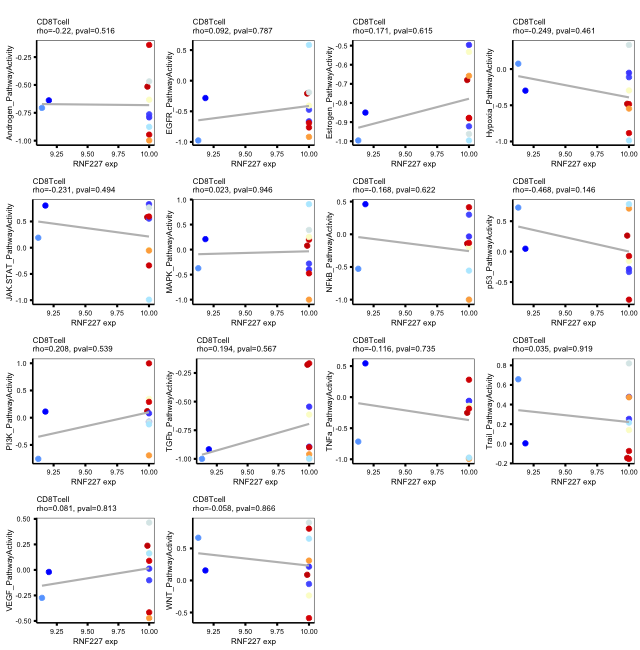 CD8Tcell
rho=-0.22, pval=0.516
Androgen_PathwayActivity
-0.25
-0.50
-0.75
-1.00
9.25 9.50 9.75 10.00
RNF227 exp
CD8Tcell
rho=0.092, pval=0.787
EGFR_PathwayActivity
0.5
0.0
-0.5
-1.0
9.25 9.50 9.75 10.00
RNF227 exp
CD8Tcell
rho=0.171, pval=0.615
Estrogen_PathwayActivity
-0.5
-0.6
-0.7
-0.8
-0.9
-1.0
9.25 9.50 9.75 10.00
RNF227 exp
CD8Tcell
rho=-0.249, pval=0.461
Hypoxia_PathwayActivity
0.0
-0.5
-1.0
9.25 9.50 9.75 10.00
RNF227 exp
CD8Tcell
rho=-0.231, pval=0.494
JAK-STAT_PathwayActivity
0.5
0.0
-0.5
-1.0
9.25 9.50 9.75 10.00
RNF227 exp
CD8Tcell
rho=0.023, pval=0.946
MAPK_PathwayActivity
1.0
0.5
0.0
-0.5
-1.0
9.25 9.50 9.75 10.00
RNF227 exp
CD8Tcell
rho=-0.168, pval=0.622
NFkB_PathwayActivity
0.5
0.0
-0.5
-1.0
9.25 9.50 9.75 10.00
RNF227 exp
CD8Tcell
rho=-0.468, pval=0.146
p53_PathwayActivity
0.5
0.0
-0.5
9.25 9.50 9.75 10.00
RNF227 exp
CD8Tcell
rho=0.208, pval=0.539
PI3K_PathwayActivity
1.0
0.5
0.0
-0.5
9.25 9.50 9.75 10.00
RNF227 exp
CD8Tcell
rho=0.194, pval=0.567
TGFb_PathwayActivity
-0.25
-0.50
-0.75
-1.00
9.25 9.50 9.75 10.00
RNF227 exp
CD8Tcell
rho=-0.116, pval=0.735
TNFa_PathwayActivity
0.5
0.0
-0.5
-1.0
9.25 9.50 9.75 10.00
RNF227 exp
CD8Tcell
rho=0.035, pval=0.919
Trail_PathwayActivity
0.8
0.6
0.4
0.2
0.0
-0.2
9.25 9.50 9.75 10.00
RNF227 exp
CD8Tcell
rho=0.081, pval=0.813
VEGF_PathwayActivity
0.50
0.25
0.00
-0.25
-0.50
9.25 9.50 9.75 10.00
RNF227 exp
CD8Tcell
rho=-0.058, pval=0.866
WNT_PathwayActivity
0.5
0.0
-0.5
9.25 9.50 9.75 10.00
RNF227 exp